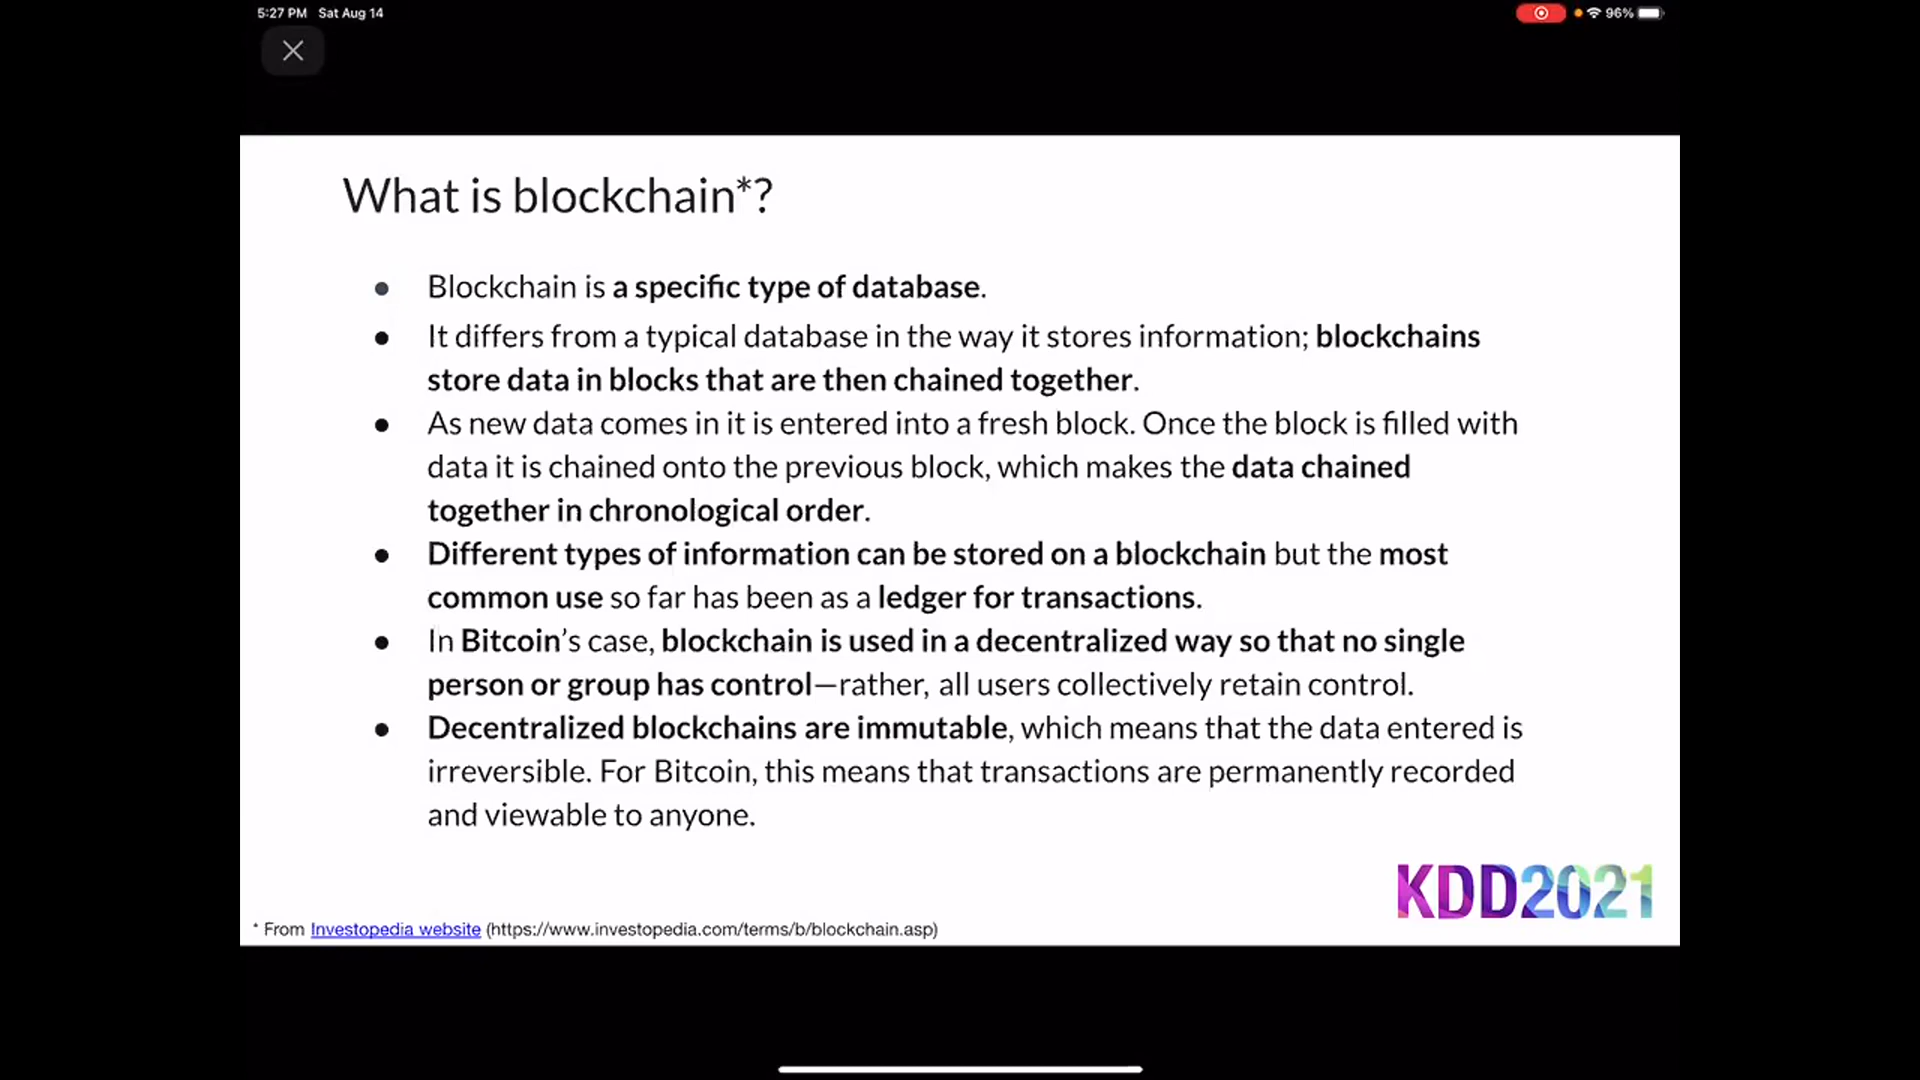 5:27 PM Sat Aug 14
96%
What is blockchain*?
● Blockchain is a specific type of database.
● It differs from a typical database in the way it stores information; blockchains
store data in blocks that are then chained together.
● As new data comes in it is entered into a fresh block. Once the block is filled with
data it is chained onto the previous block, which makes the data chained
together in chronological order.
● Different types of information can be stored on a blockchain but the most
common use so far has been as a ledger for transactions.
● In Bitcoin’s case, blockchain is used in a decentralized way so that no single
person or group has control—rather, all users collectively retain control.
● Decentralized blockchains are immutable, which means that the data entered is
irreversible. For Bitcoin, this means that transactions are permanently recorded
and viewable to anyone.
KDD2021
* From Investopedia website (https://www.investopedia.com/terms/b/blockchain.asp)